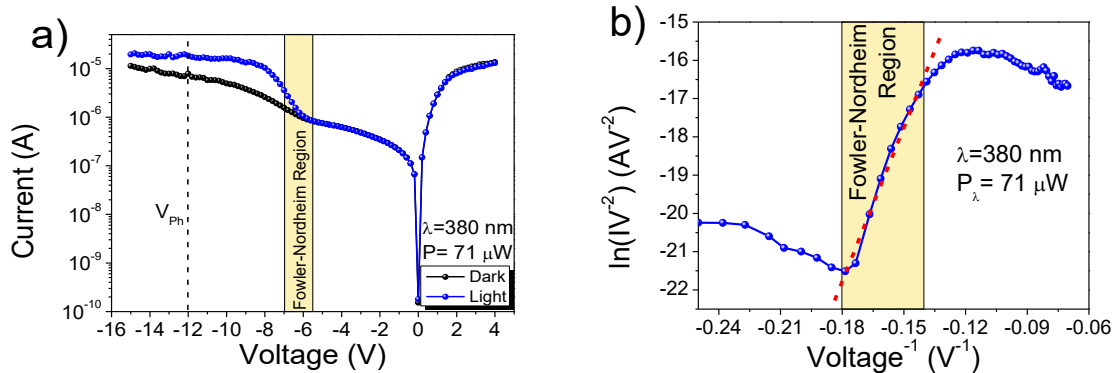 a)
Current (A)
10⁻⁵
10⁻⁶
10⁻⁷
10⁻⁸
10⁻⁹
10⁻¹⁰
V_Ph
Fowler-Nordheim Region
λ=380 nm
P= 71 μW
Dark
Light
-16 -14 -12 -10 -8 -6 -4 -2 0 2 4
Voltage (V)
b)
ln(IV⁻²) (AV⁻²)
-15
-16
-17
-18
-19
-20
-21
-22
Fowler-Nordheim
Region
λ=380 nm
P_λ= 71 μW
-0.24 -0.21 -0.18 -0.15 -0.12 -0.09 -0.06
Voltage⁻¹ (V⁻¹)